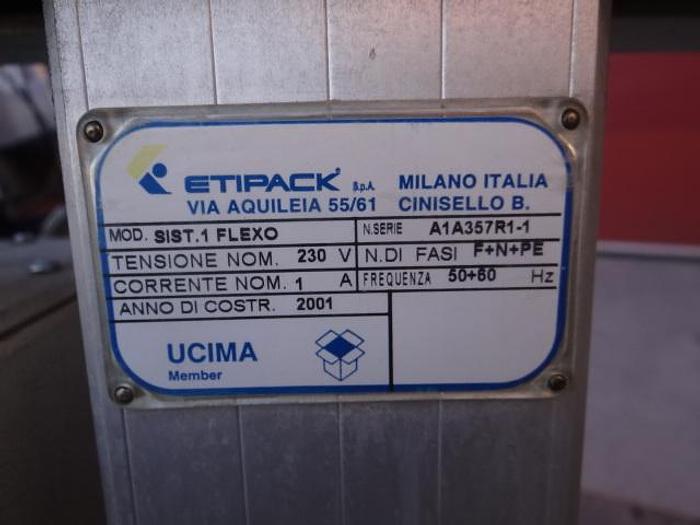 ETIPACK S.p.A. MILANO ITALIA
VIA AQUILEIA 55/61 CINISELLO B.
MOD. SIST.1 FLEXO N.SERIE A1A357R1-1
TENSIONE NOM. 230 V N.DI FASI F+N+PE
CORRENTE NOM. 1 A FREQUENZA 50+60 Hz
ANNO DI COSTR. 2001
UCIMA
Member